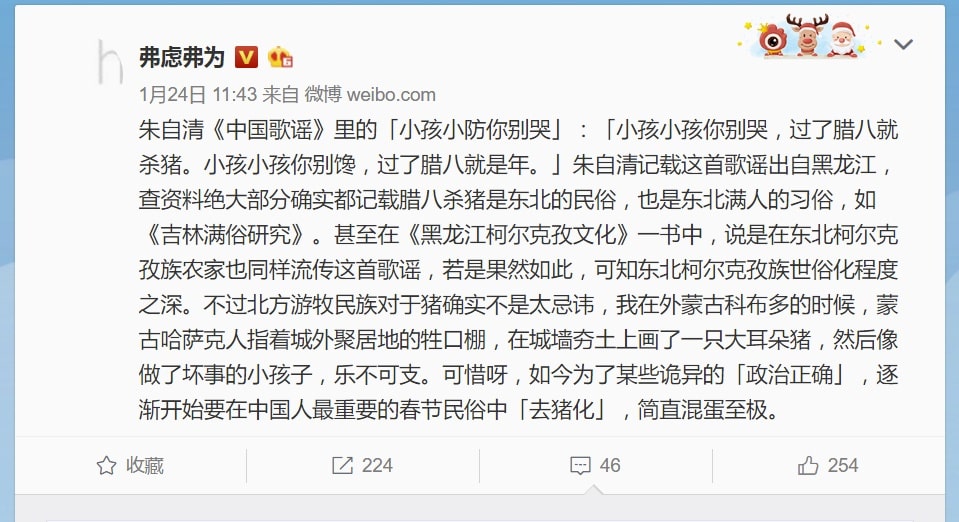 弗虑弗为
1月24日 11:43 来自 微博 weibo.com
朱自清《中国歌谣》里的「小孩小防你别哭」:「小孩小孩你别哭,过了腊八就
杀猪。小孩小孩你别馋,过了腊八就是年。」朱自清记载这首歌谣出自黑龙江,
查资料绝大部分确实都记载腊八杀猪是东北的民俗,也是东北满人的习俗,如
《吉林满俗研究》。甚至在《黑龙江柯尔克孜文化》一书中,说是在东北柯尔克
孜族农家也同样流传这首歌谣,若是果然如此,可知东北柯尔克孜族世俗化程度
之深。不过北方游牧民族对于猪确实不是太忌讳,我在外蒙古科布多的时候,蒙
古哈萨克人指着城外聚居地的牲口棚,在城墙夯土上画了一只大耳朵猪,然后像
做了坏事的小孩子,乐不可支。可惜呀,如今为了某些诡异的「政治正确」,逐
渐开始要在中国人最重要的春节民俗中「去猪化」,简直混蛋至极。
收藏 224 46 254